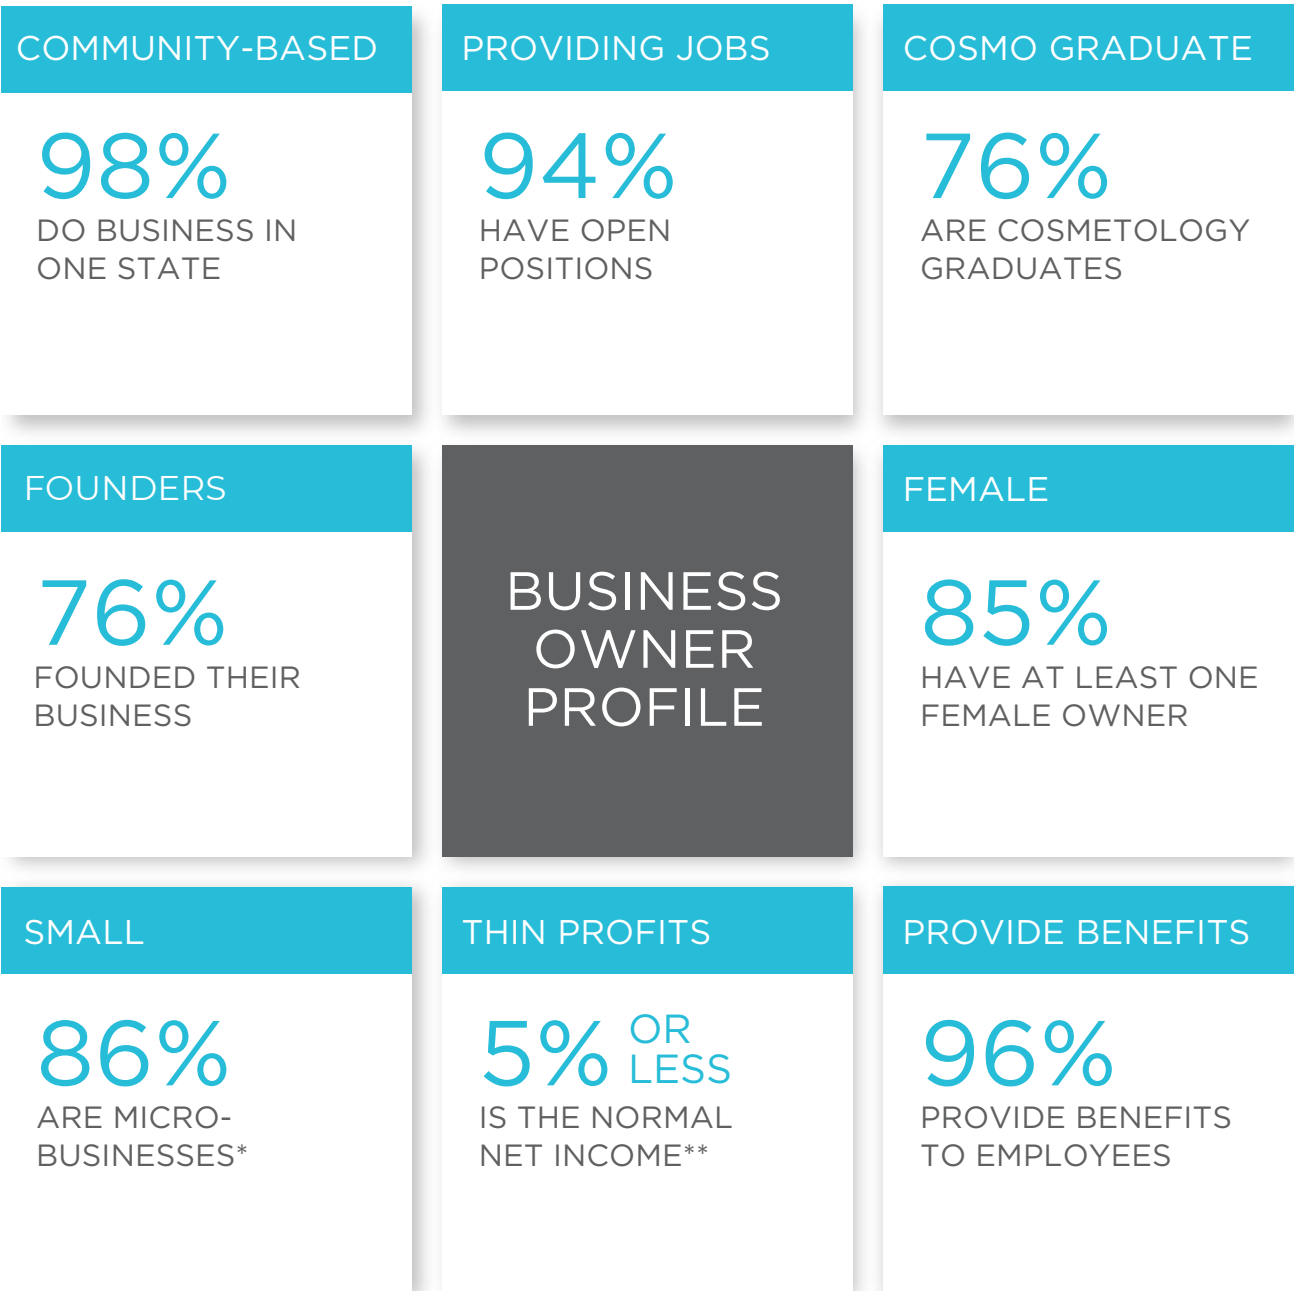 COMMUNITY-BASED
98%
DO BUSINESS IN
ONE STATE
PROVIDING JOBS
94%
HAVE OPEN
POSITIONS
COSMO GRADUATE
76%
ARE COSMETOLOGY
GRADUATES
FOUNDERS
76%
FOUNDED THEIR
BUSINESS
BUSINESS
OWNER
PROFILE
FEMALE
85%
HAVE AT LEAST ONE
FEMALE OWNER
SMALL
86%
ARE MICRO-
BUSINESSES*
THIN PROFITS
5% OR
LESS
IS THE NORMAL
NET INCOME**
PROVIDE BENEFITS
96%
PROVIDE BENEFITS
TO EMPLOYEES